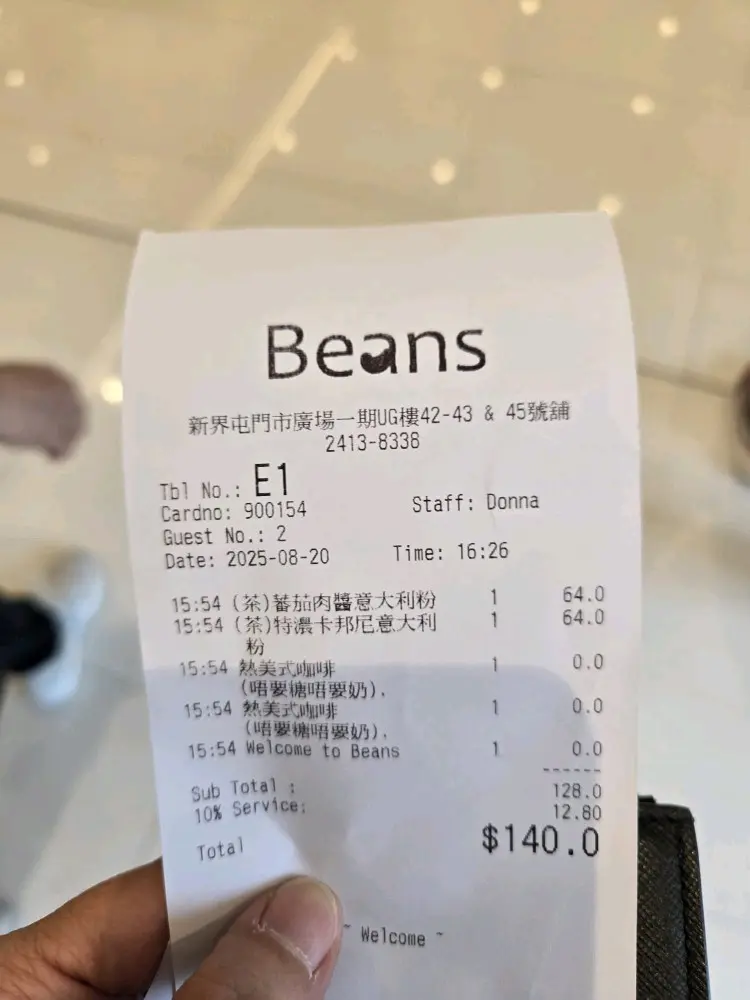 Beans
新界屯門市廣場一期UG樓42-43 & 45號舖
2413-8338
Tbl No.: E1
Cardno: 900154 Staff: Donna
Guest No.: 2
Date: 2025-08-20 Time: 16:26
15:54 (茶)蕃茄肉醬意大利粉 1 64.0
15:54 (茶)特濃卡邦尼意大利 1 64.0
粉
15:54 熱美式咖啡 1 0.0
(唔要糖唔要奶).
15:54 熱美式咖啡 1 0.0
(唔要糖唔要奶).
15:54 Welcome to Beans 1 0.0
------
Sub Total : 128.0
10% Service: 12.80
Total $140.0
~ Welcome ~